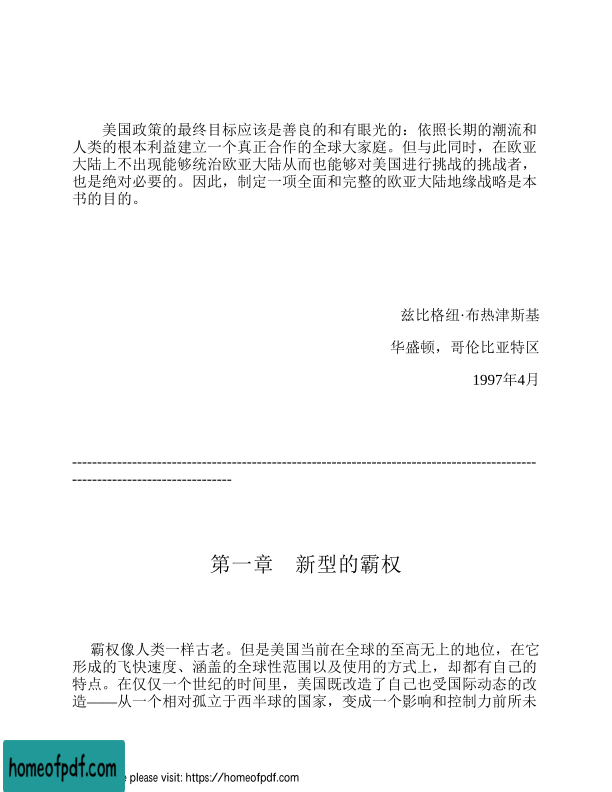 美国政策的最终目标应该是善良的和有眼光的：依照长期的潮流和
人类的根本利益建立一个真正合作的全球大家庭。但与此同时，在欧亚
大陆上不出现能够统治欧亚大陆从而也能够对美国进行挑战的挑战者，
也是绝对必要的。因此，制定一项全面和完整的欧亚大陆地缘战略是本
书的目的。
兹比格纽·布热津斯基
华盛顿，哥伦比亚特区
1997年4月
---------------------------------------------------------------------------------------------
--------------------------------
第一章　新型的霸权
霸权像人类一样古老。但是美国当前在全球的至高无上的地位，在它
形成的飞快速度、涵盖的全球性范围以及使用的方式上，却都有自己的
特点。在仅仅一个世纪的时间里，美国既改造了自己也受国际动态的改
造——从一个相对孤立于西半球的国家，变成一个影响和控制力前所未
homeofpdf.com
e please visit: https://homeofpdf.com